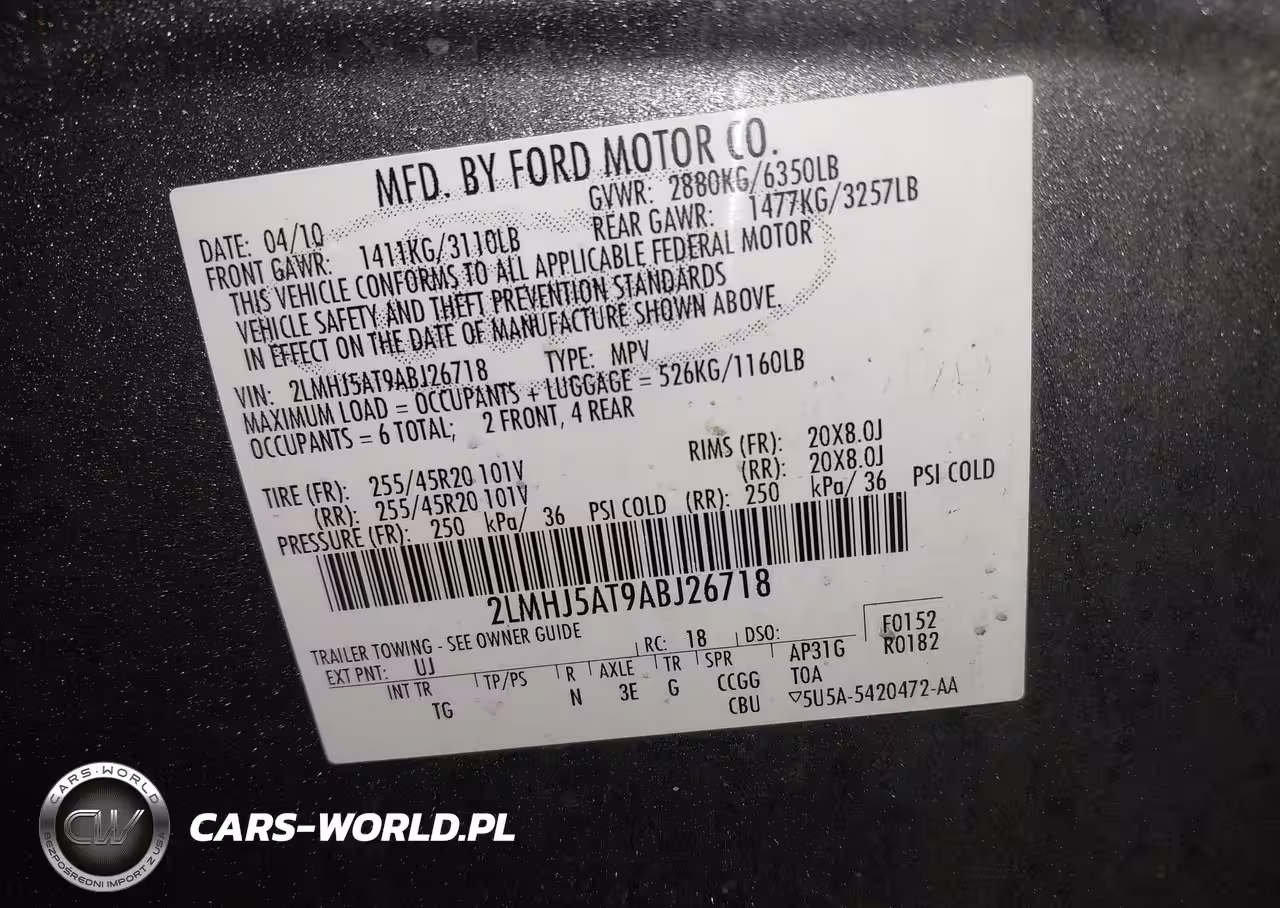 MFD. BY FORD MOTOR CO.
DATE: 04/10 GVWR: 2880KG/6350LB
FRONT GAWR: 1411KG/3110LB REAR GAWR: 1477KG/3257LB
THIS VEHICLE CONFORMS TO ALL APPLICABLE FEDERAL MOTOR
VEHICLE SAFETY AND THEFT PREVENTION STANDARDS
IN EFFECT ON THE DATE OF MANUFACTURE SHOWN ABOVE.
VIN: 2LMHJ5AT9ABJ26718 TYPE: MPV
MAXIMUM LOAD = OCCUPANTS + LUGGAGE = 526KG/1160LB
OCCUPANTS = 6 TOTAL; 2 FRONT, 4 REAR
TIRE (FR): 255/45R20 101V RIMS (FR): 20X8.0J
(RR): 255/45R20 101V (RR): 20X8.0J
PRESSURE (FR): 250 kPa/ 36 PSI COLD (RR): 250 kPa/ 36 PSI COLD
2LMHJ5AT9ABJ26718
TRAILER TOWING - SEE OWNER GUIDE
EXT PNT: UJ RC: 18 DSO: F0152
R0182
INT TR TP/PS R AXLE TR SPR AP31G
TG N 3E G CCGG TOA
CBU ▽5U5A-5420472-AA
CARS-WORLD
CW
BEZPOŚREDNI IMPORT Z USA
CARS-WORLD.PL